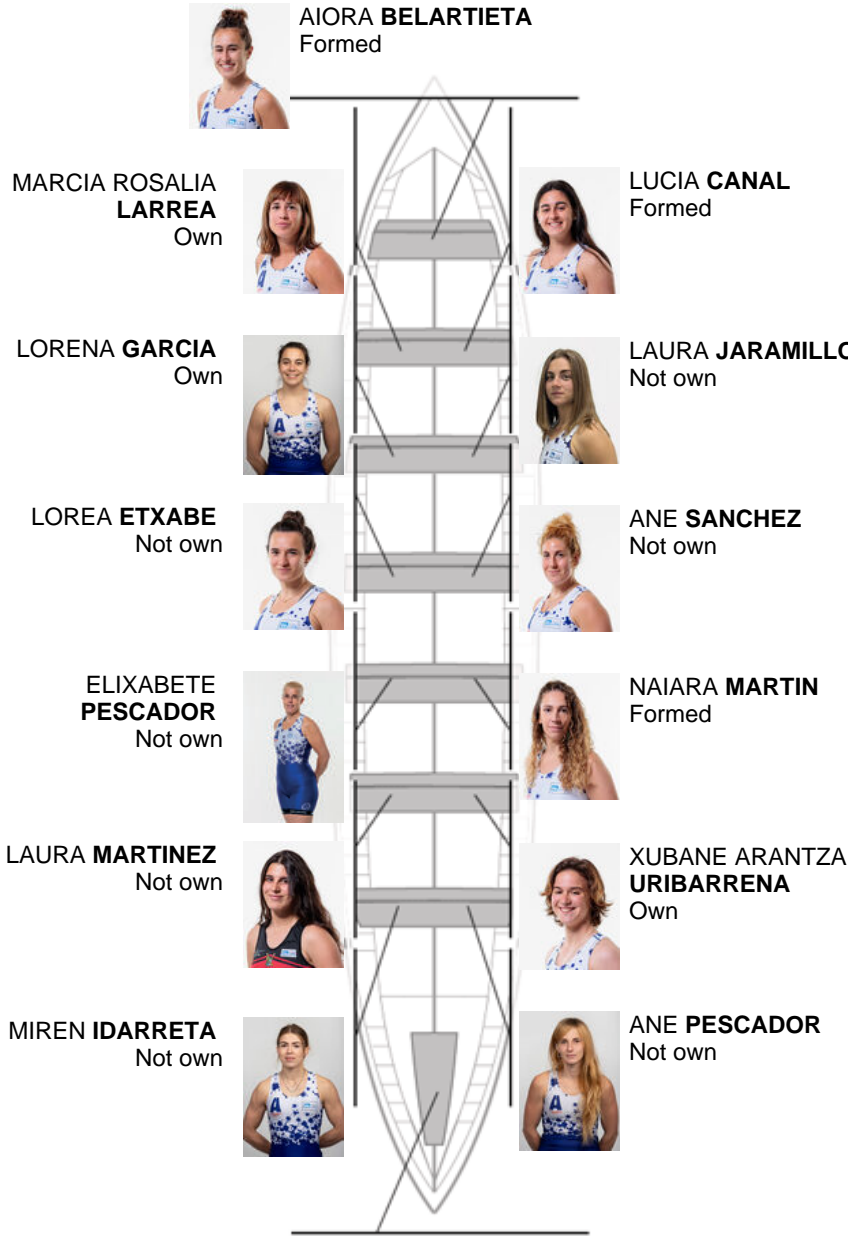 AIORA BELARTIETA
Formed
MARCIA ROSALIA
LARREA
Own
LUCIA CANAL
Formed
LORENA GARCIA
Own
LAURA JARAMILLO
Not own
LOREA ETXABE
Not own
ANE SANCHEZ
Not own
ELIXABETE
PESCADOR
Not own
NAIARA MARTIN
Formed
LAURA MARTINEZ
Not own
XUBANE ARANTZA
URIBARRENA
Own
MIREN IDARRETA
Not own
ANE PESCADOR
Not own